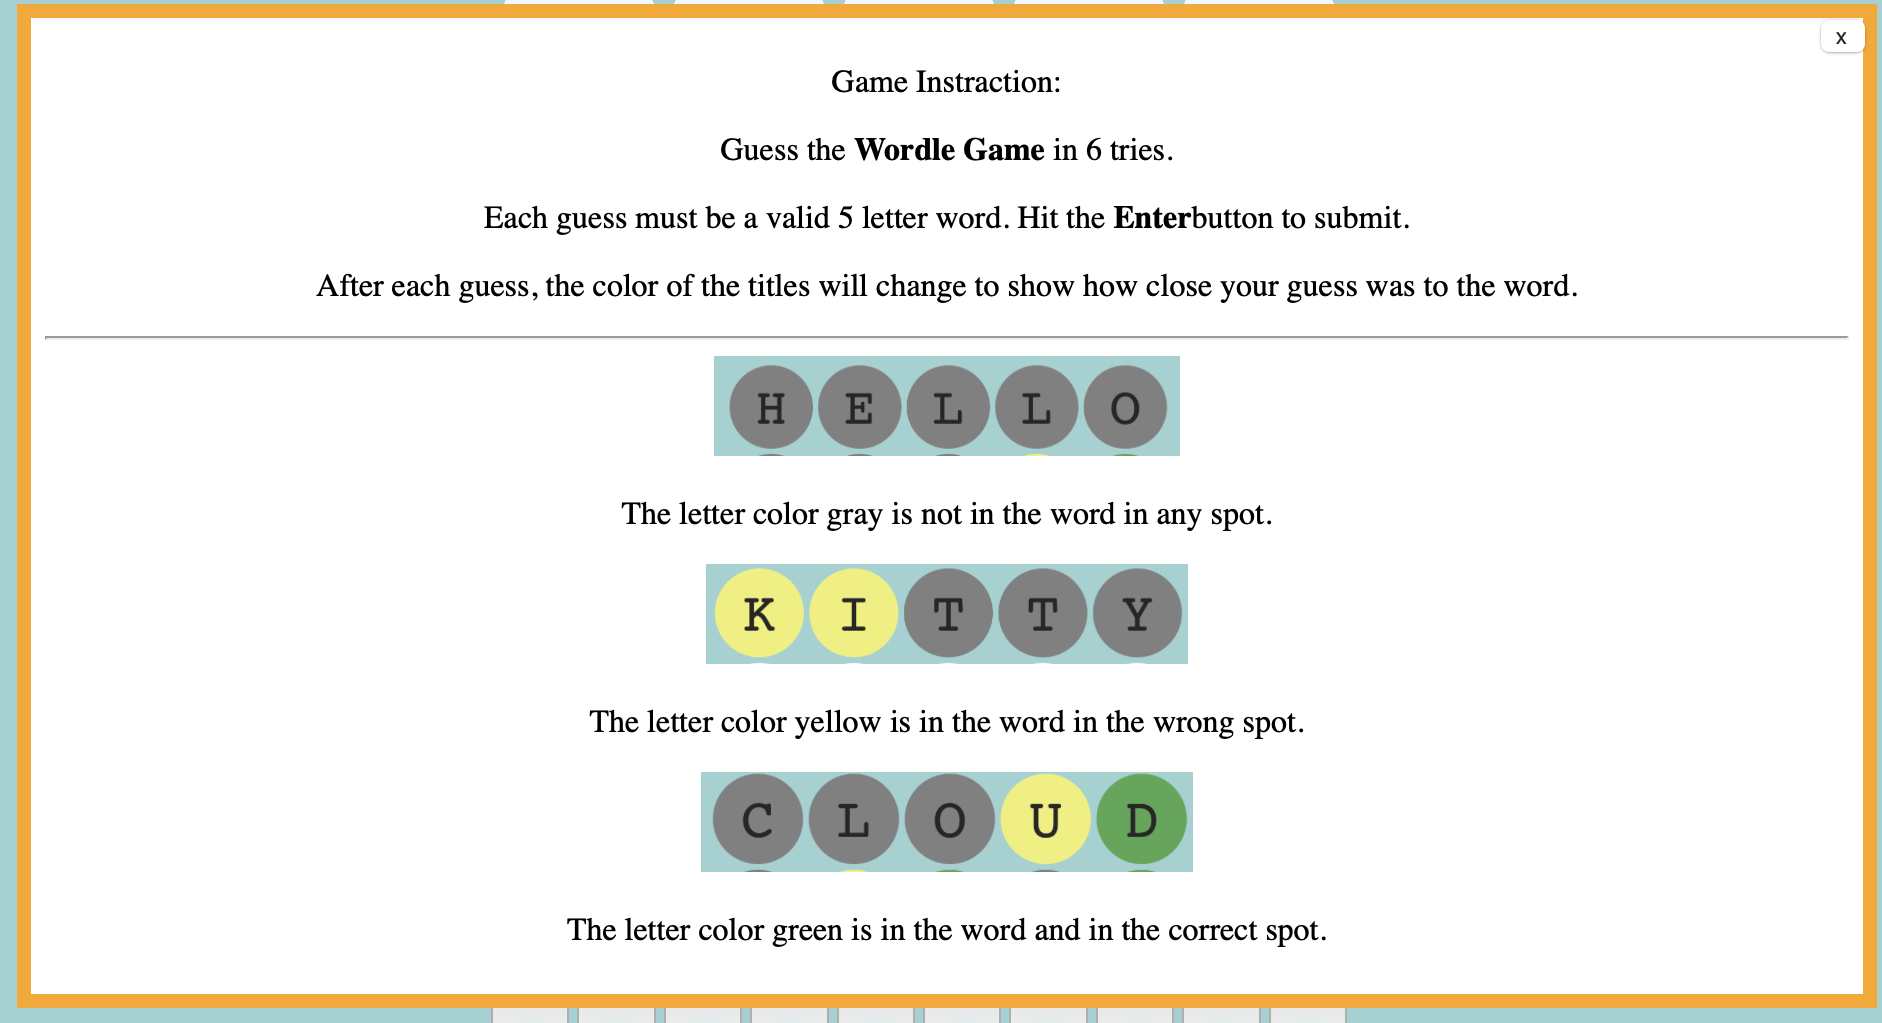 x
Game Instraction:
Guess the Wordle Game in 6 tries.
Each guess must be a valid 5 letter word. Hit the Enterbutton to submit.
After each guess, the color of the titles will change to show how close your guess was to the word.
H E L L O
The letter color gray is not in the word in any spot.
K I T T Y
The letter color yellow is in the word in the wrong spot.
C L O U D
The letter color green is in the word and in the correct spot.